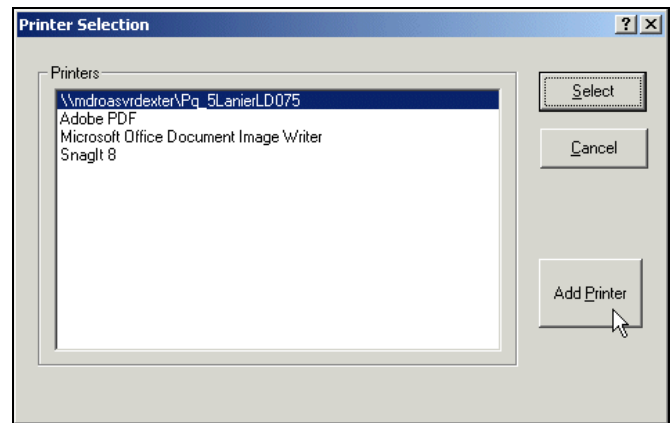 Printer Selection
Printers
\\mdroasvrdexter\Pq_5LanierLD075
Adobe PDF
Microsoft Office Document Image Writer
SnagIt 8
Select
Cancel
Add Printer